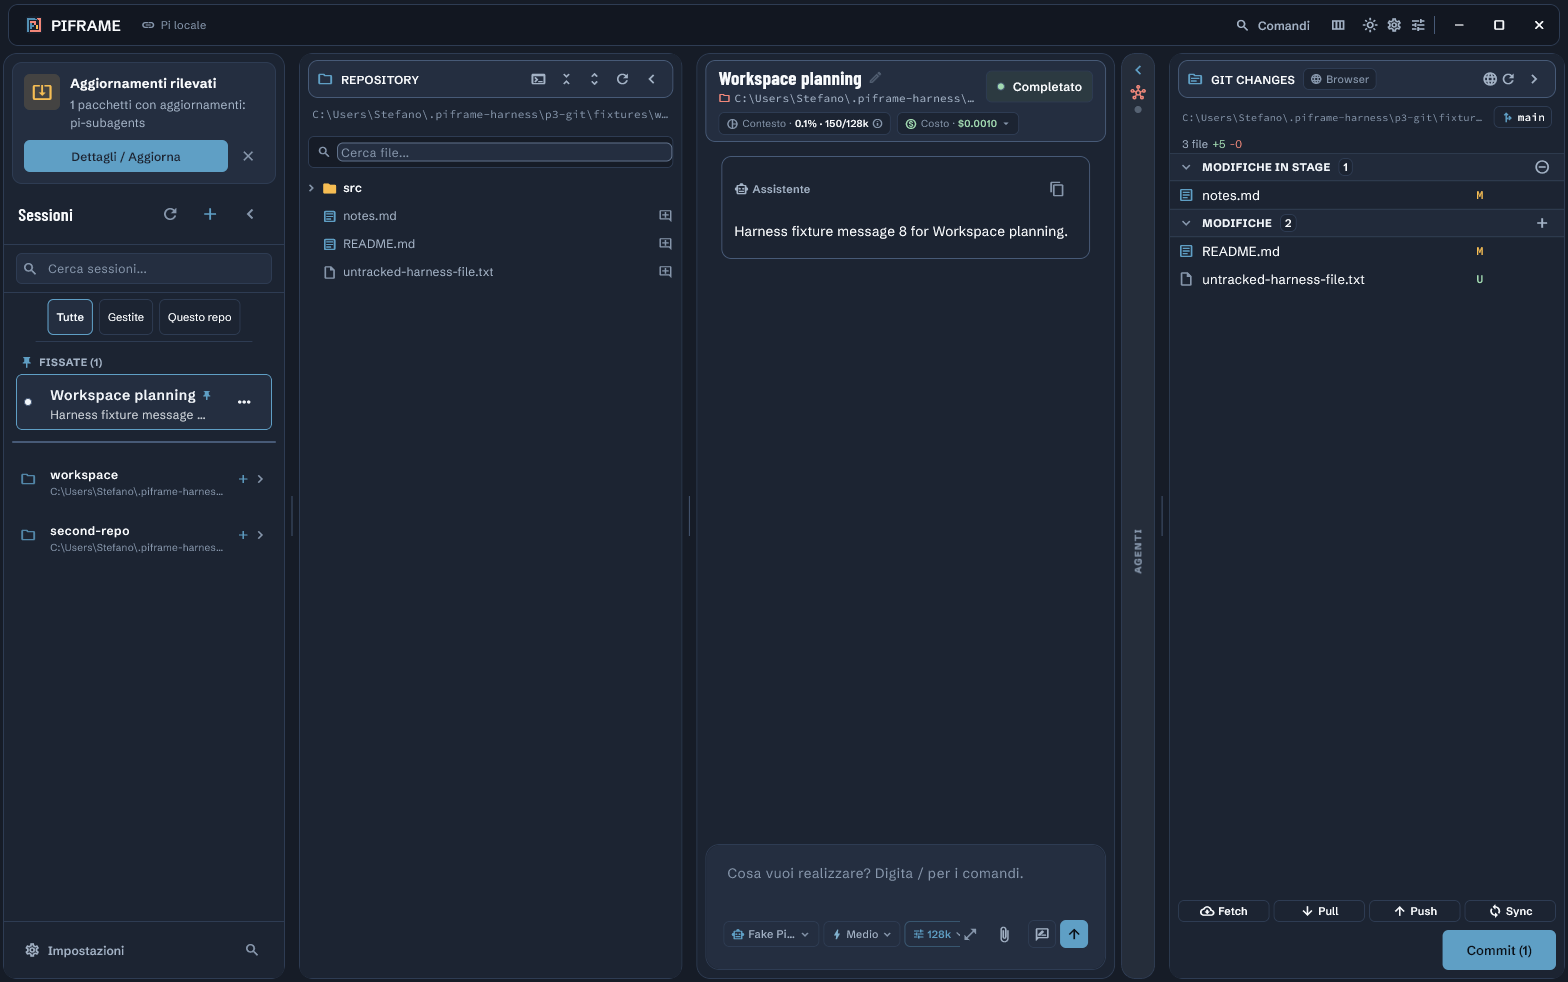 PIFRAME
Pi locale
Comandi
Aggiornamenti rilevati
1 pacchetti con aggiornamenti:
pi-subagents
Dettagli / Aggiorna
Sessioni
Cerca sessioni...
Tutte
Gestite
Questo repo
FISSATE (1)
Workspace planning
Harness fixture message ...
workspace
C:\Users\Stefano\.piframe-harnes...
second-repo
C:\Users\Stefano\.piframe-harnes...
Impostazioni
REPOSITORY
C:\Users\Stefano\.piframe-harness\p3-git\fixtures\w...
Cerca file...
src
notes.md
README.md
untracked-harness-file.txt
Workspace planning
C:\Users\Stefano\.piframe-harness\...
Completato
Contesto · 0.1% · 150/128k
Costo · $0.0010
Assistente
Harness fixture message 8 for Workspace planning.
Cosa vuoi realizzare? Digita / per i comandi.
Fake Pi...
Medio
128k
AGENTI
GIT CHANGES
Browser
C:\Users\Stefano\.piframe-harness\p3-git\fixtur...
main
3 file +5 -0
MODIFICHE IN STAGE 1
notes.md M
MODIFICHE 2
README.md M
untracked-harness-file.txt U
Fetch
Pull
Push
Sync
Commit (1)